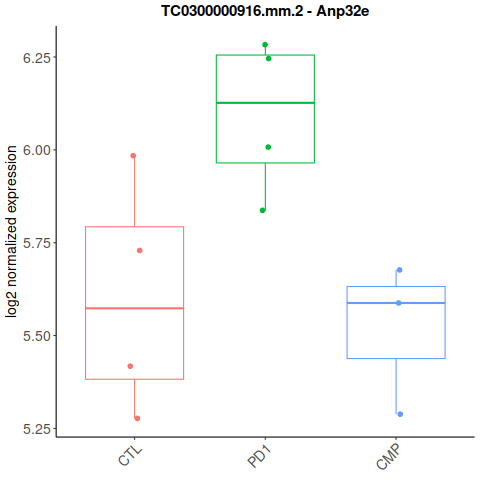 TC0300000916.mm.2 - Anp32e
log2 normalized expression
6.25
6.00
5.75
5.50
5.25
CTL
PD1
CMP